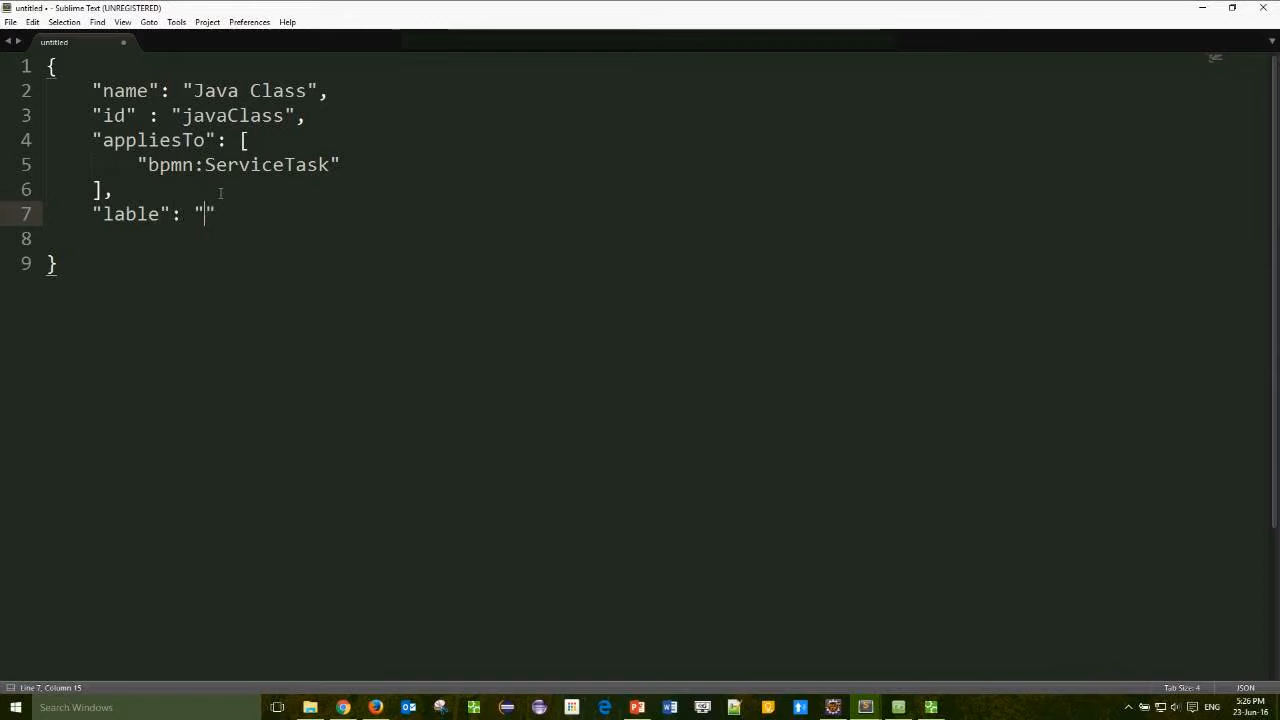 untitled • - Sublime Text (UNREGISTERED)
File Edit Selection Find View Goto Tools Project Preferences Help
untitled
1 {
2 "name": "Java Class",
3 "id" : "javaClass",
4 "appliesTo": [
5 "bpmn:ServiceTask"
6 ],
7 "lable": ""
8
9 }
Line 7, Column 15 Tab Size: 4 JSON
Search Windows ENG 5:26 PM
23-Jun-16